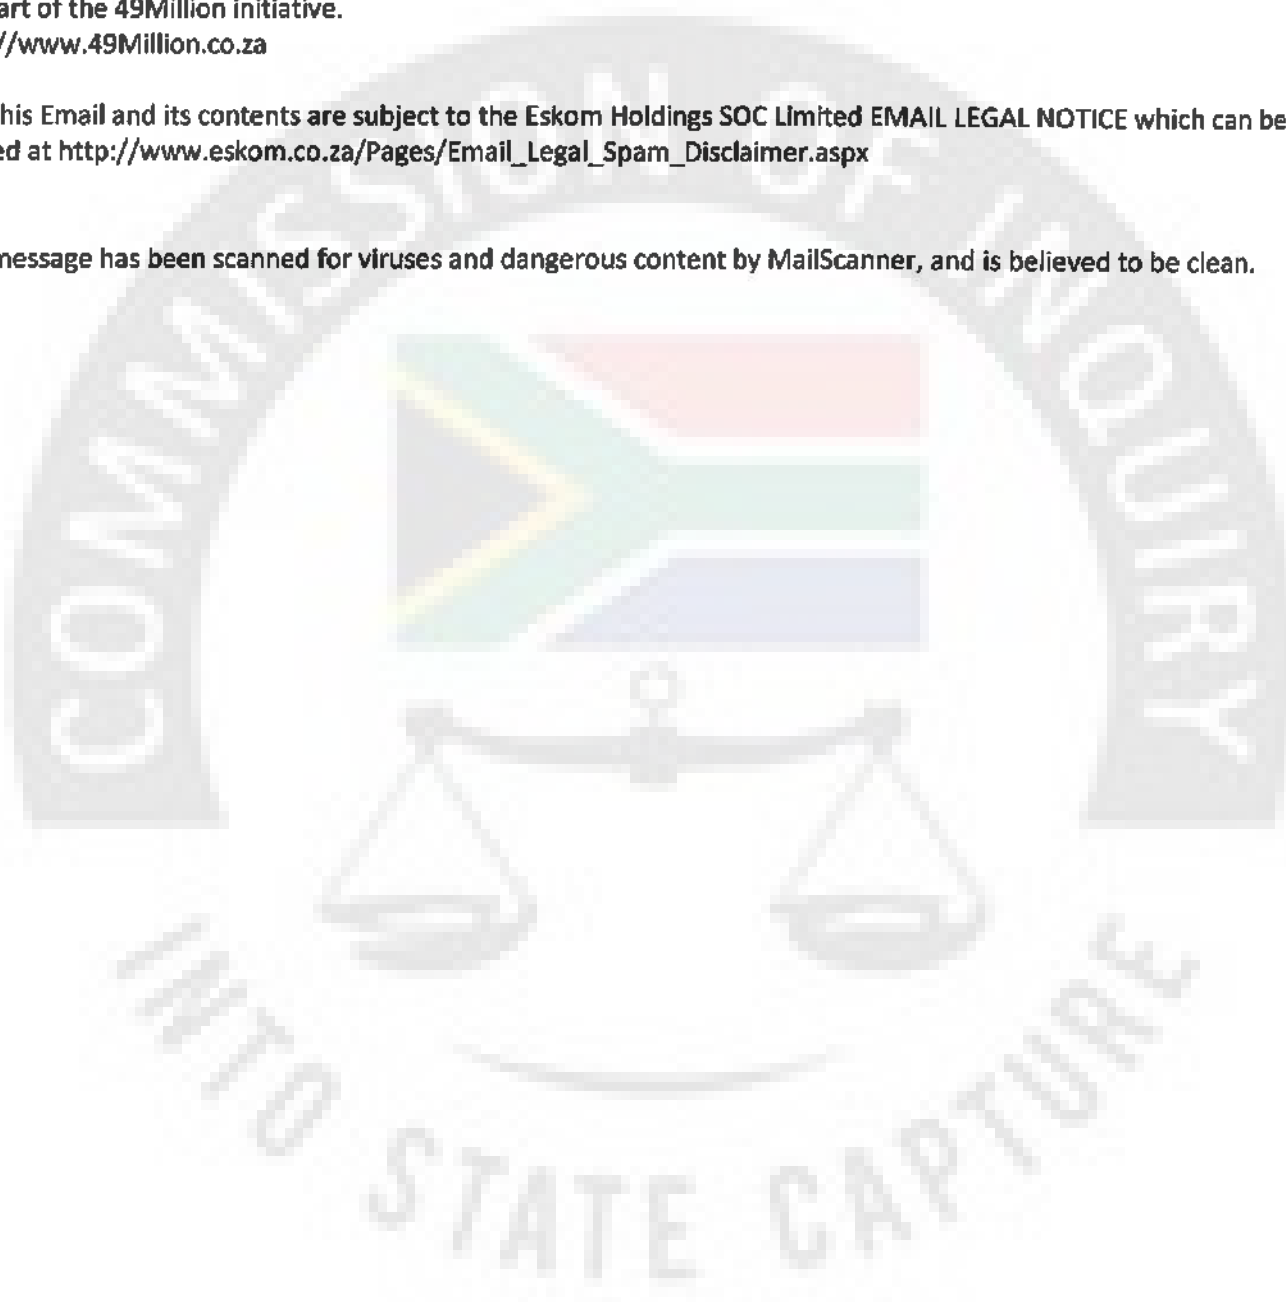 art of the 49Million initiative.
//www.49Million.co.za
his Email and its contents are subject to the Eskom Holdings SOC Limited EMAIL LEGAL NOTICE which can be
ed at http://www.eskom.co.za/Pages/Email_Legal_Spam_Disclaimer.aspx
message has been scanned for viruses and dangerous content by MailScanner, and is believed to be clean.
COMMISSION OF INQUIRY
INTO STATE CAPTURE